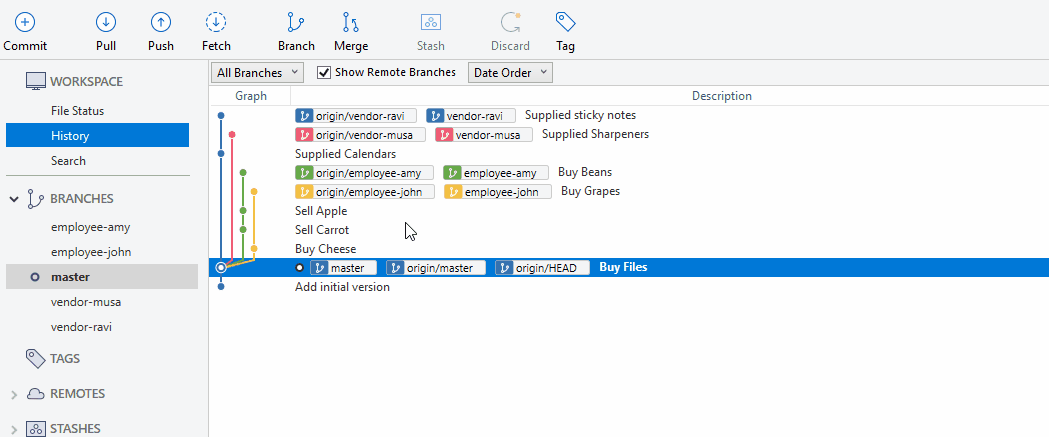 Commit Pull Push Fetch Branch Merge Stash Discard Tag
WORKSPACE
File Status
History
Search
BRANCHES
employee-amy
employee-john
master
vendor-musa
vendor-ravi
TAGS
REMOTES
STASHES
All Branches Show Remote Branches Date Order
Graph Description
origin/vendor-ravi vendor-ravi Supplied sticky notes
origin/vendor-musa vendor-musa Supplied Sharpeners
Supplied Calendars
origin/employee-amy employee-amy Buy Beans
origin/employee-john employee-john Buy Grapes
Sell Apple
Sell Carrot
Buy Cheese
master origin/master origin/HEAD Buy Files
Add initial version